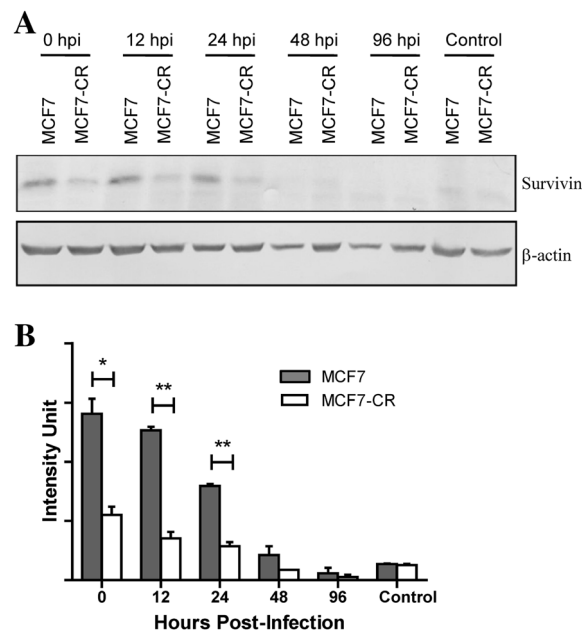 A
0 hpi 12 hpi 24 hpi 48 hpi 96 hpi Control
MCF7 MCF7-CR MCF7 MCF7-CR MCF7 MCF7-CR MCF7 MCF7-CR MCF7 MCF7-CR MCF7 MCF7-CR
Survivin
β-actin
B
* ** **
MCF7
MCF7-CR
Intensity Unit
0 12 24 48 96 Control
Hours Post-Infection